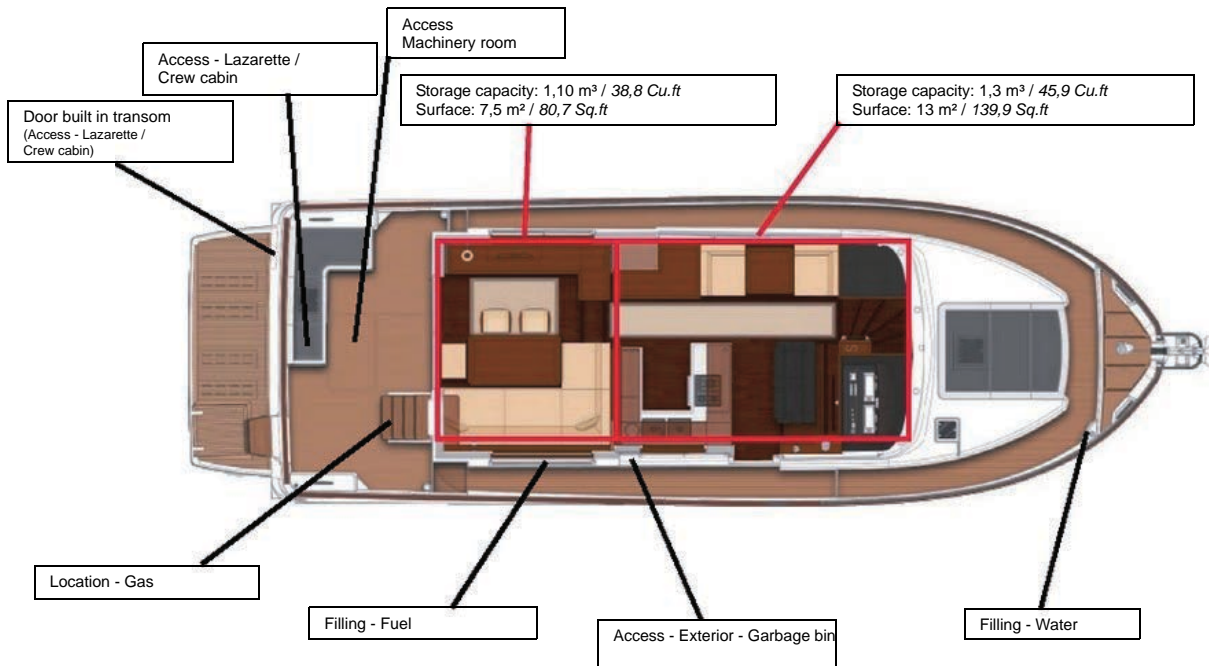 Access
Machinery room
Access - Lazarette /
Crew cabin
Door built in transom
(Access - Lazarette /
Crew cabin)
Storage capacity: 1,10 m³ / 38,8 Cu.ft
Surface: 7,5 m² / 80,7 Sq.ft
Storage capacity: 1,3 m³ / 45,9 Cu.ft
Surface: 13 m² / 139,9 Sq.ft
Location - Gas
Filling - Fuel
Access - Exterior - Garbage bin
Filling - Water